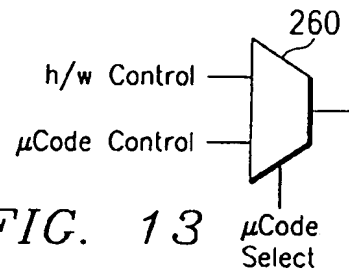 260
h/w Control
μCode Control
FIG. 13
μCode
Select